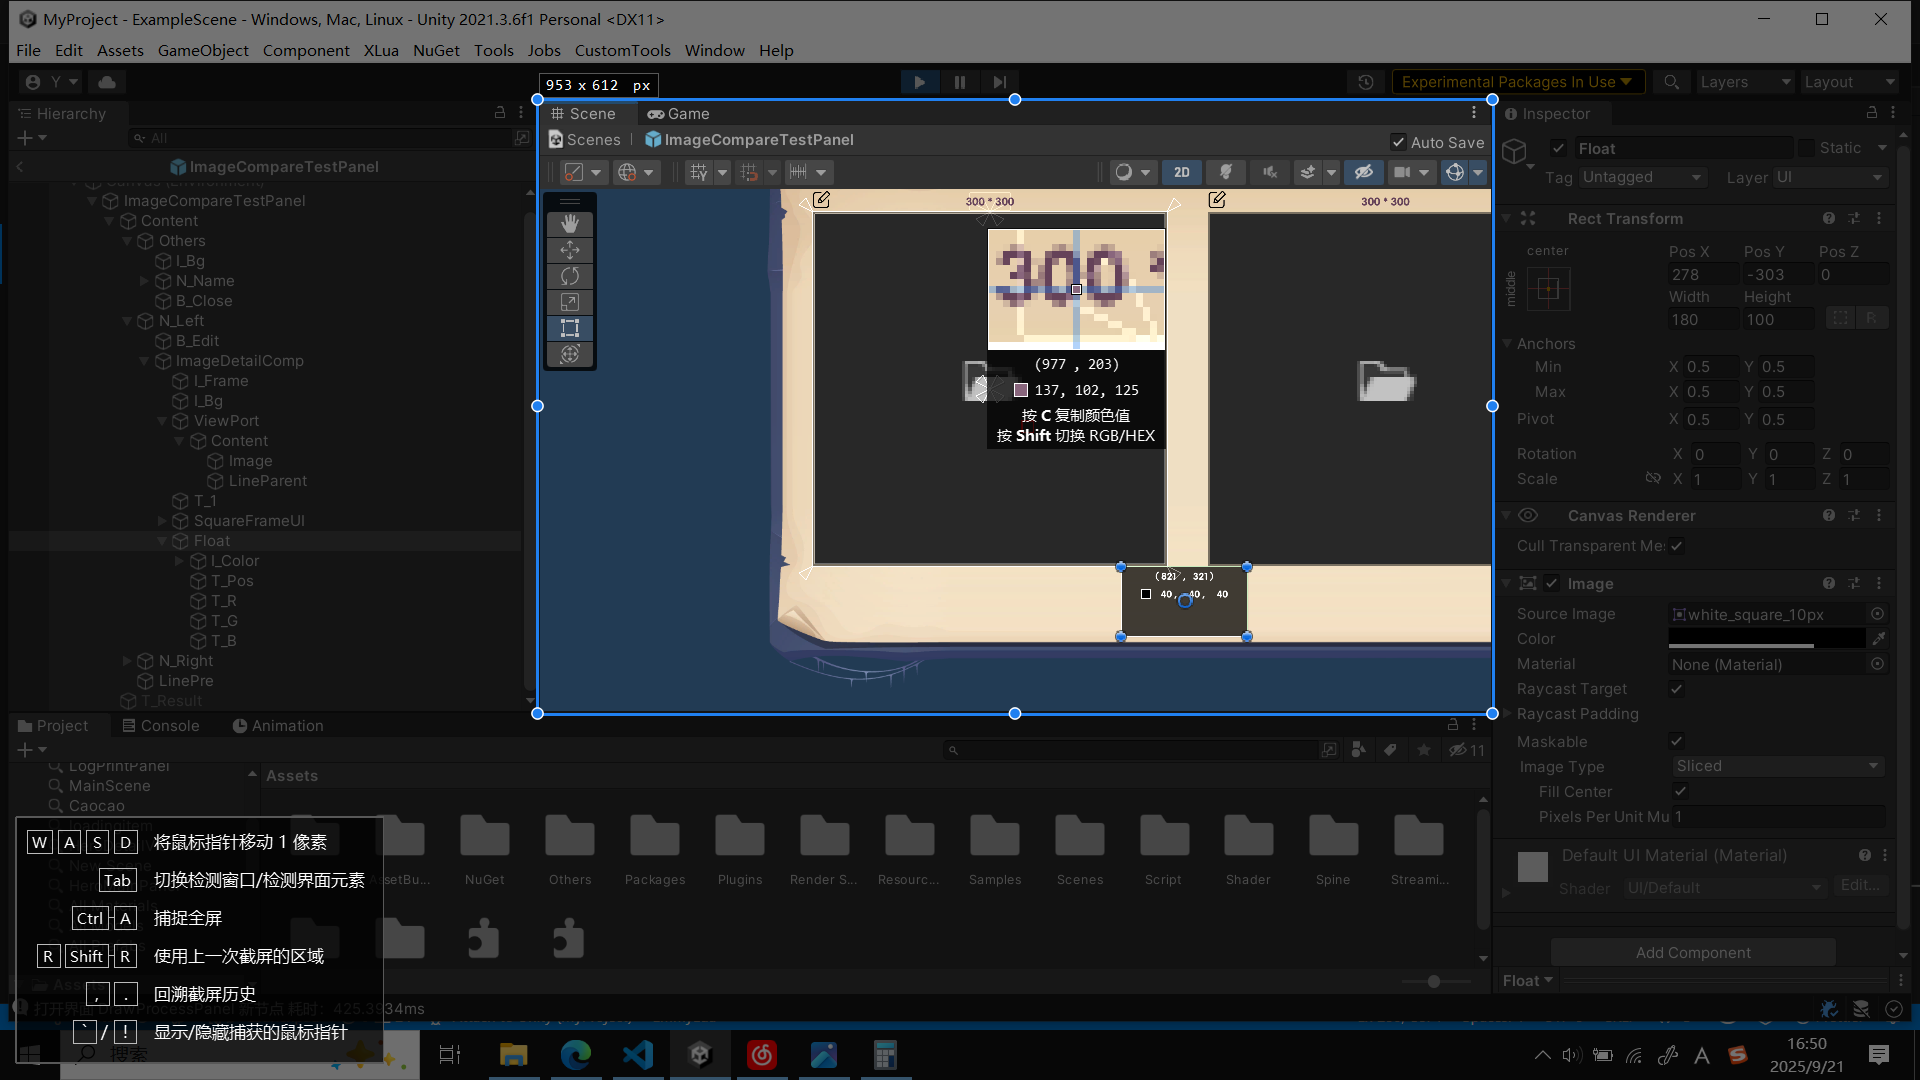 MyProject - ExampleScene - Windows, Mac, Linux - Unity 2021.3.6f1 Personal <DX11>
File Edit Assets GameObject Component XLua NuGet Tools Jobs CustomTools Window Help
Y
Experimental Packages In Use
Layers
Layout
953 x 612 px
Hierarchy
All
ImageCompareTestPanel
ImageCompareTestPanel
Content
Others
I_Bg
N_Name
B_Close
N_Left
B_Edit
ImageDetailComp
I_Frame
I_Bg
ViewPort
Content
Image
LineParent
T_1
SquareFrameUI
Float
I_Color
T_Pos
T_R
T_G
T_B
N_Right
LinePre
T_Result
Scene Game
Scenes ImageCompareTestPanel
Auto Save
2D
300 * 300
300 * 300
300
(977 , 203)
137, 102, 125
按 C 复制颜色值
按 Shift 切换 RGB/HEX
(821 , 321)
40, 40, 40
Inspector
Float
Static
Tag Untagged Layer UI
Rect Transform
center
middle
Pos X Pos Y Pos Z
278 -303 0
Width Height
180 100
R
Anchors
Min X 0.5 Y 0.5
Max X 0.5 Y 0.5
Pivot X 0.5 Y 0.5
Rotation X 0 Y 0 Z 0
Scale X 1 Y 1 Z 1
Canvas Renderer
Cull Transparent Mes
Image
Source Image white_square_10px
Color
Material None (Material)
Raycast Target
Raycast Padding
Maskable
Image Type Sliced
Fill Center
Pixels Per Unit Mu 1
Default UI Material (Material)
Shader UI/Default Edit...
Add Component
Float
Project Console Animation
11
LogPrintPanel
MainScene
Caocao
Assets
NuGet
Others
Packages
Plugins
Render S...
Resourc...
Samples
Scenes
Script
Shader
Spine
Streami...
W A S D 将鼠标指针移动 1 像素
Tab 切换检测窗口/检测界面元素
Ctrl A 捕捉全屏
R Shift R 使用上一次截屏的区域
, . 回溯截屏历史
` / ! 显示/隐藏捕获的鼠标指针
打开界面 DrawProcessPanel 新节点 耗时：425.3934ms
搜索
16:50
2025/9/21